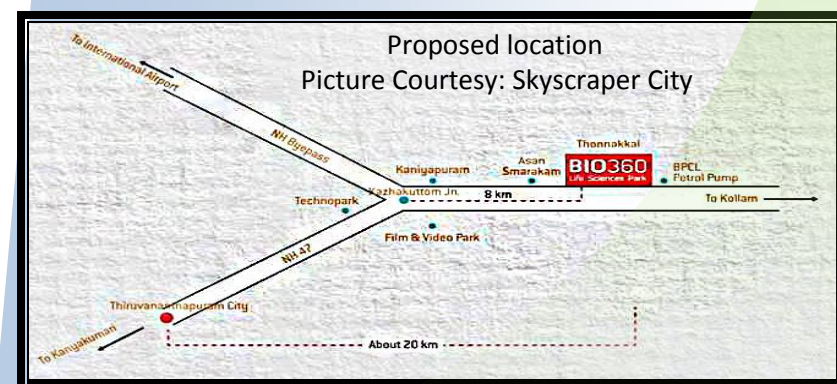 Proposed location
Picture Courtesy: Skyscraper City
To International Airport
NH Byepass
Thonnakkal
BIO360
Life Sciences Park
Asan
Smarakam
BPCL
Petrol Pump
Kaniyapuram
Kazhakuttom Jn.
8 km
To Kollam
Technopark
Film & Video Park
NH 47
Thiruvananthapuram City
To Kanyakumari
About 20 km